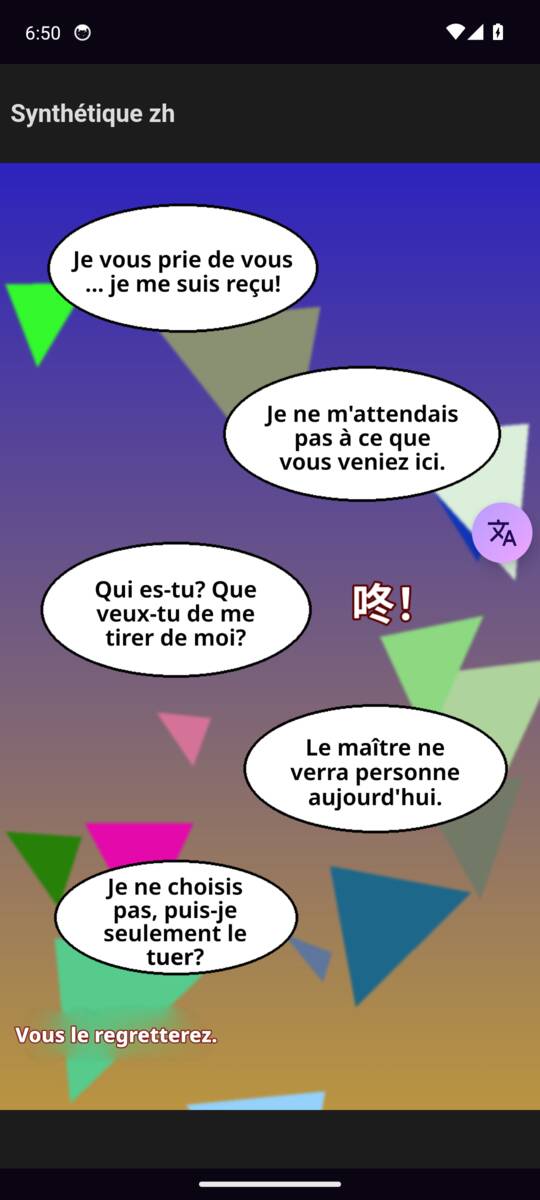 6:50
Synthétique zh
Je vous prie de vous
... je me suis reçu!
Je ne m'attendais
pas à ce que
vous veniez ici.
Qui es-tu? Que
veux-tu de me
tirer de moi?
咚!
Le maître ne
verra personne
aujourd'hui.
Je ne choisis
pas, puis-je
seulement le
tuer?
Vous le regretterez.